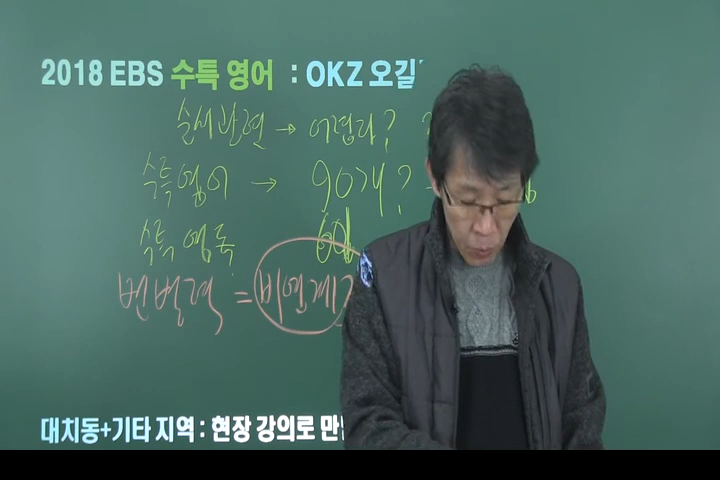 2018 EBS 수특 영어 : OKZ 오길
실세관련 → 어렵다?
수특영어 → 90개? →
수특 영독 60
변별력 = 비연계
대치동+기타 지역 : 현장 강의로 만